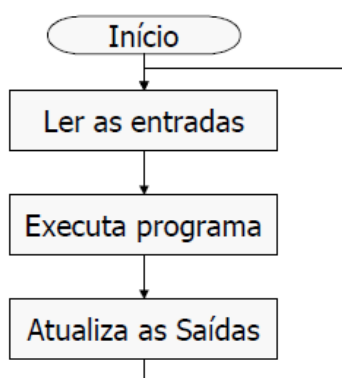 Início
Ler as entradas
Executa programa
Atualiza as Saídas